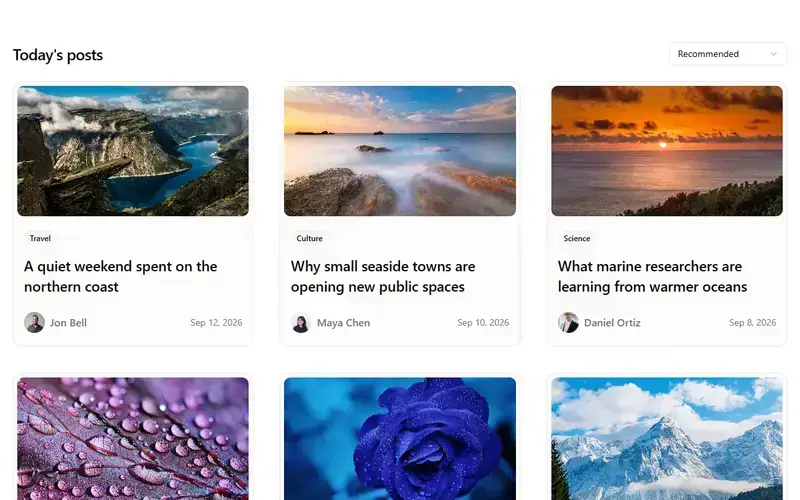 Today's posts
Recommended
Travel
A quiet weekend spent on the
northern coast
Jon Bell
Sep 12, 2026
Culture
Why small seaside towns are
opening new public spaces
Maya Chen
Sep 10, 2026
Science
What marine researchers are
learning from warmer oceans
Daniel Ortiz
Sep 8, 2026